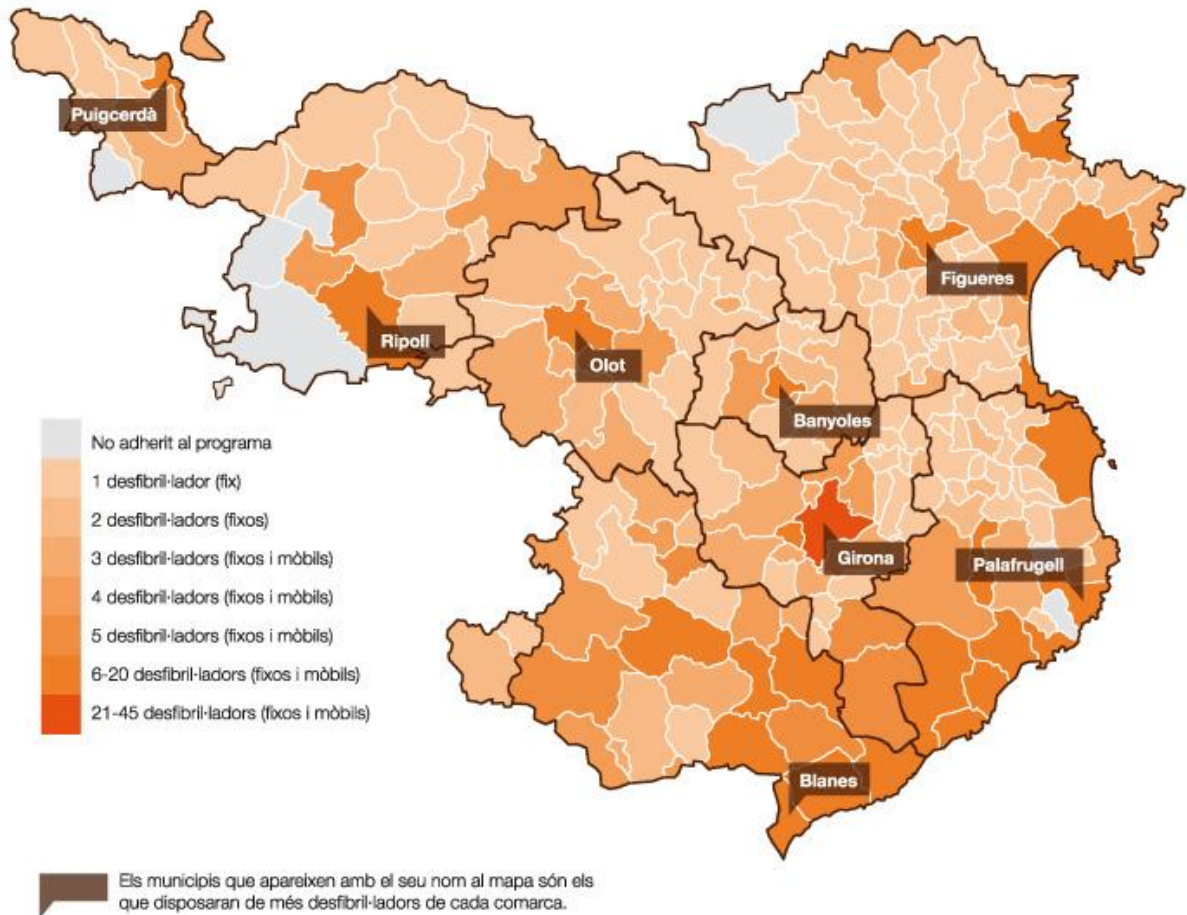 Puigcerdà
Figueres
Ripoll
Olot
Banyoles
Girona
Palafrugell
Blanes
No adherit al programa
1 desfibril·lador (fix)
2 desfibril·ladors (fixos)
3 desfibril·ladors (fixos i mòbils)
4 desfibril·ladors (fixos i mòbils)
5 desfibril·ladors (fixos i mòbils)
6-20 desfibril·ladors (fixos i mòbils)
21-45 desfibril·ladors (fixos i mòbils)
Els municipis que apareixen amb el seu nom al mapa són els
que disposaran de més desfibril·ladors de cada comarca.